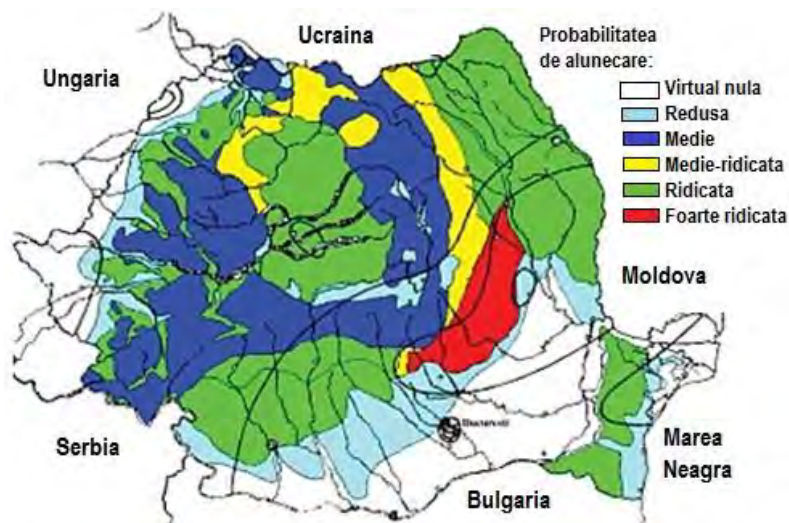 Ucraina
Ungaria
Probabilitatea
de alunecare:
Virtual nula
Redusa
Medie
Medie-ridicata
Ridicata
Foarte ridicata
Moldova
Serbia
Marea
Neagra
Bulgaria